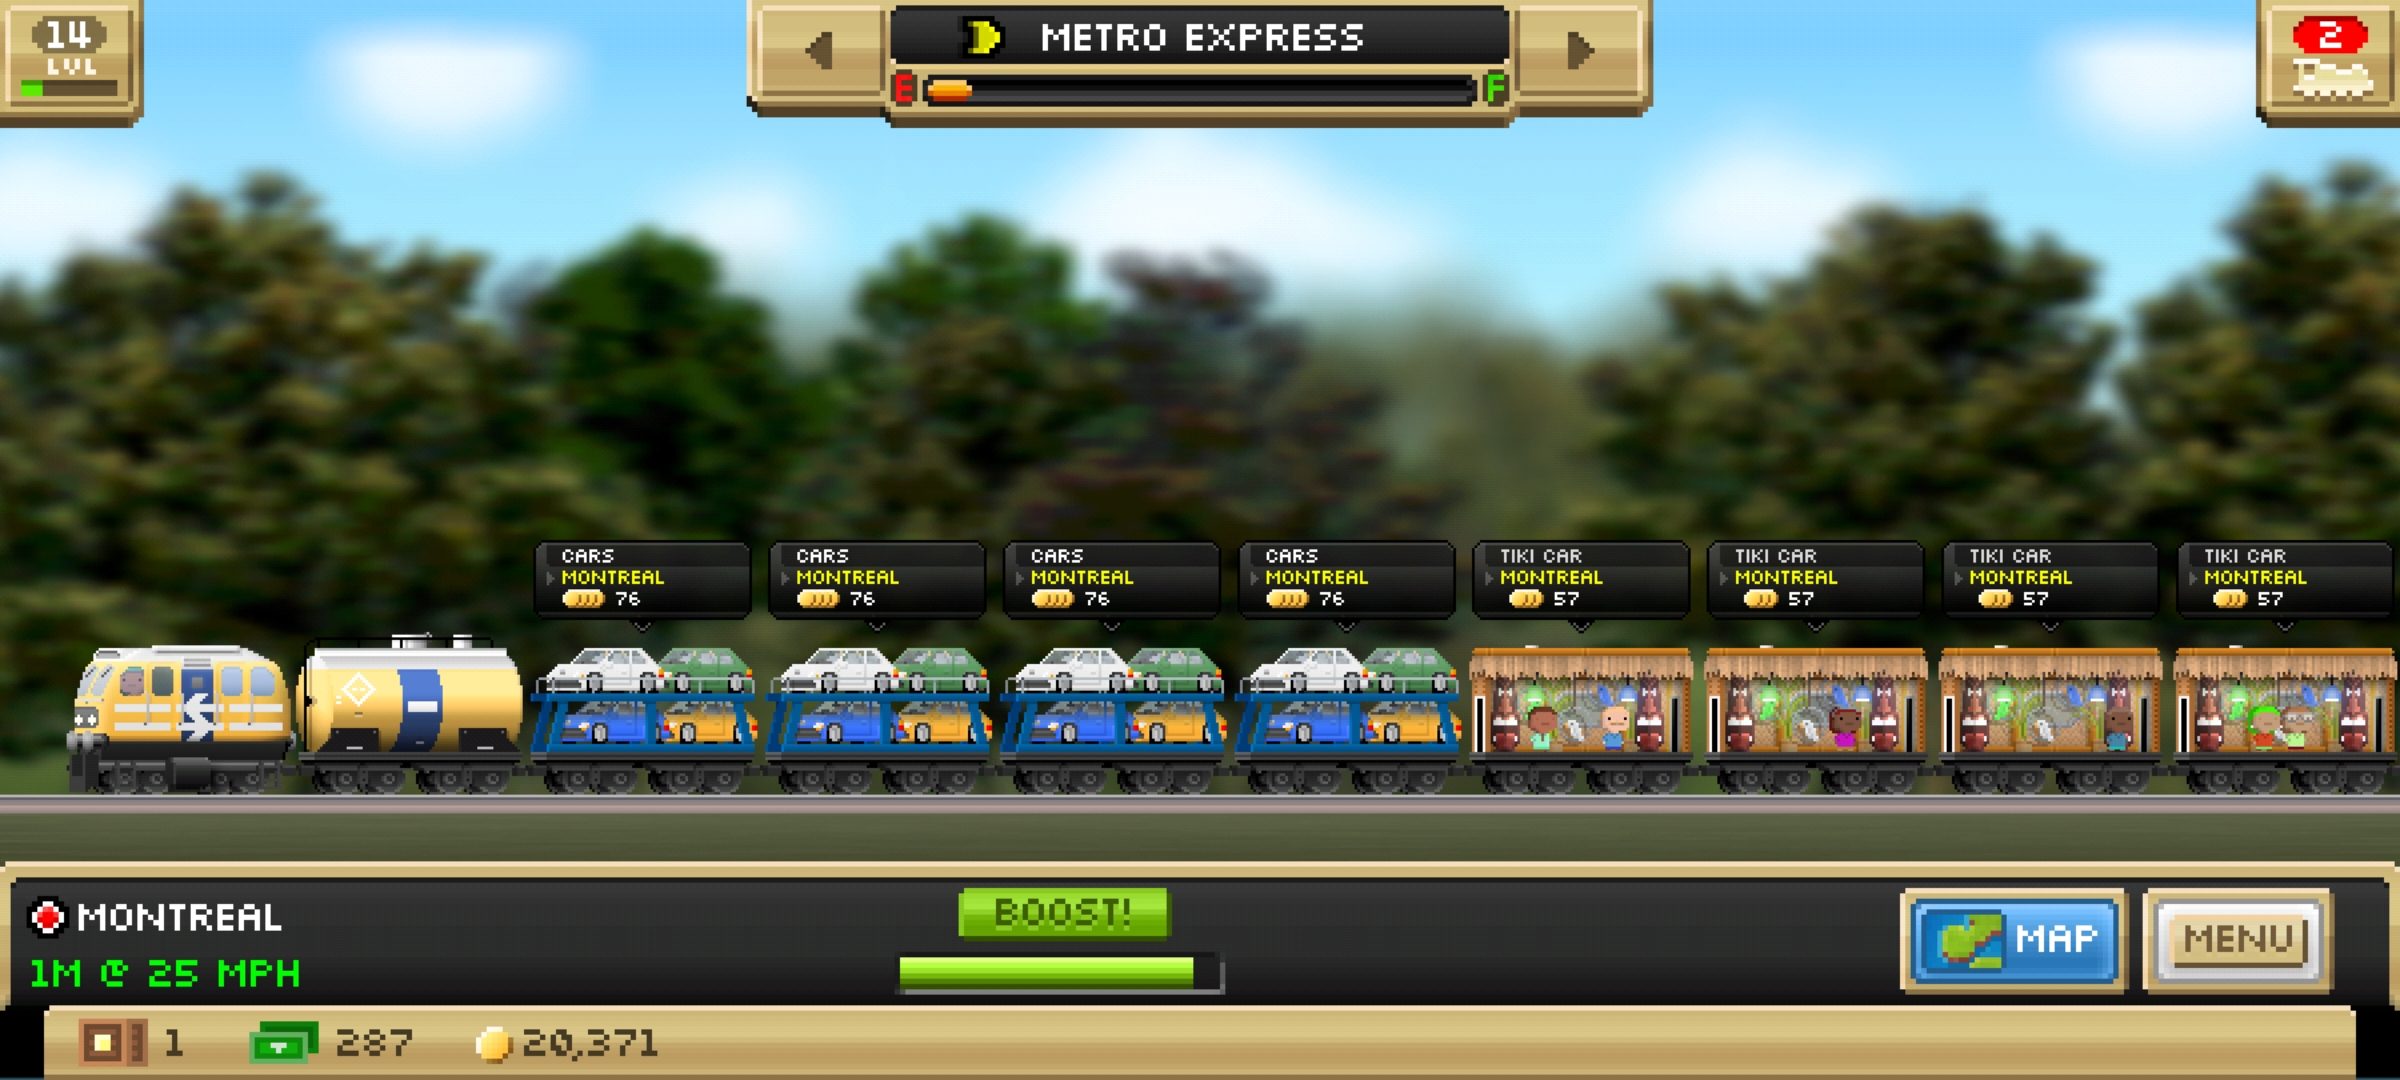 14
LVL
METRO EXPRESS
E F
2
CARS
MONTREAL
76
CARS
MONTREAL
76
CARS
MONTREAL
76
CARS
MONTREAL
76
TIKI CAR
MONTREAL
57
TIKI CAR
MONTREAL
57
TIKI CAR
MONTREAL
57
TIKI CAR
MONTREAL
57
MONTREAL
1M @ 25 MPH
BOOST!
MAP
MENU
1
287
20,371